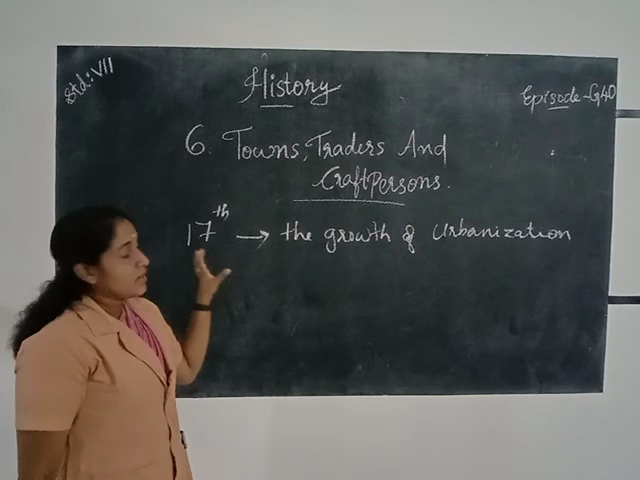 Std: VII
History
Episode-G40
6. Towns, Traders And
CraftPersons.
17th → the growth of Urbanization